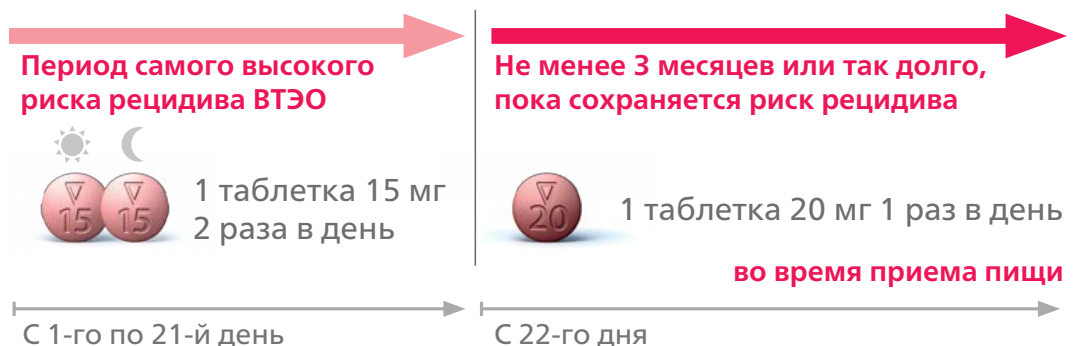 Период самого высокого
риска рецидива ВТЭО
15
15
1 таблетка 15 мг
2 раза в день
С 1-го по 21-й день
Не менее 3 месяцев или так долго,
пока сохраняется риск рецидива
20
1 таблетка 20 мг 1 раз в день
во время приема пищи
С 22-го дня